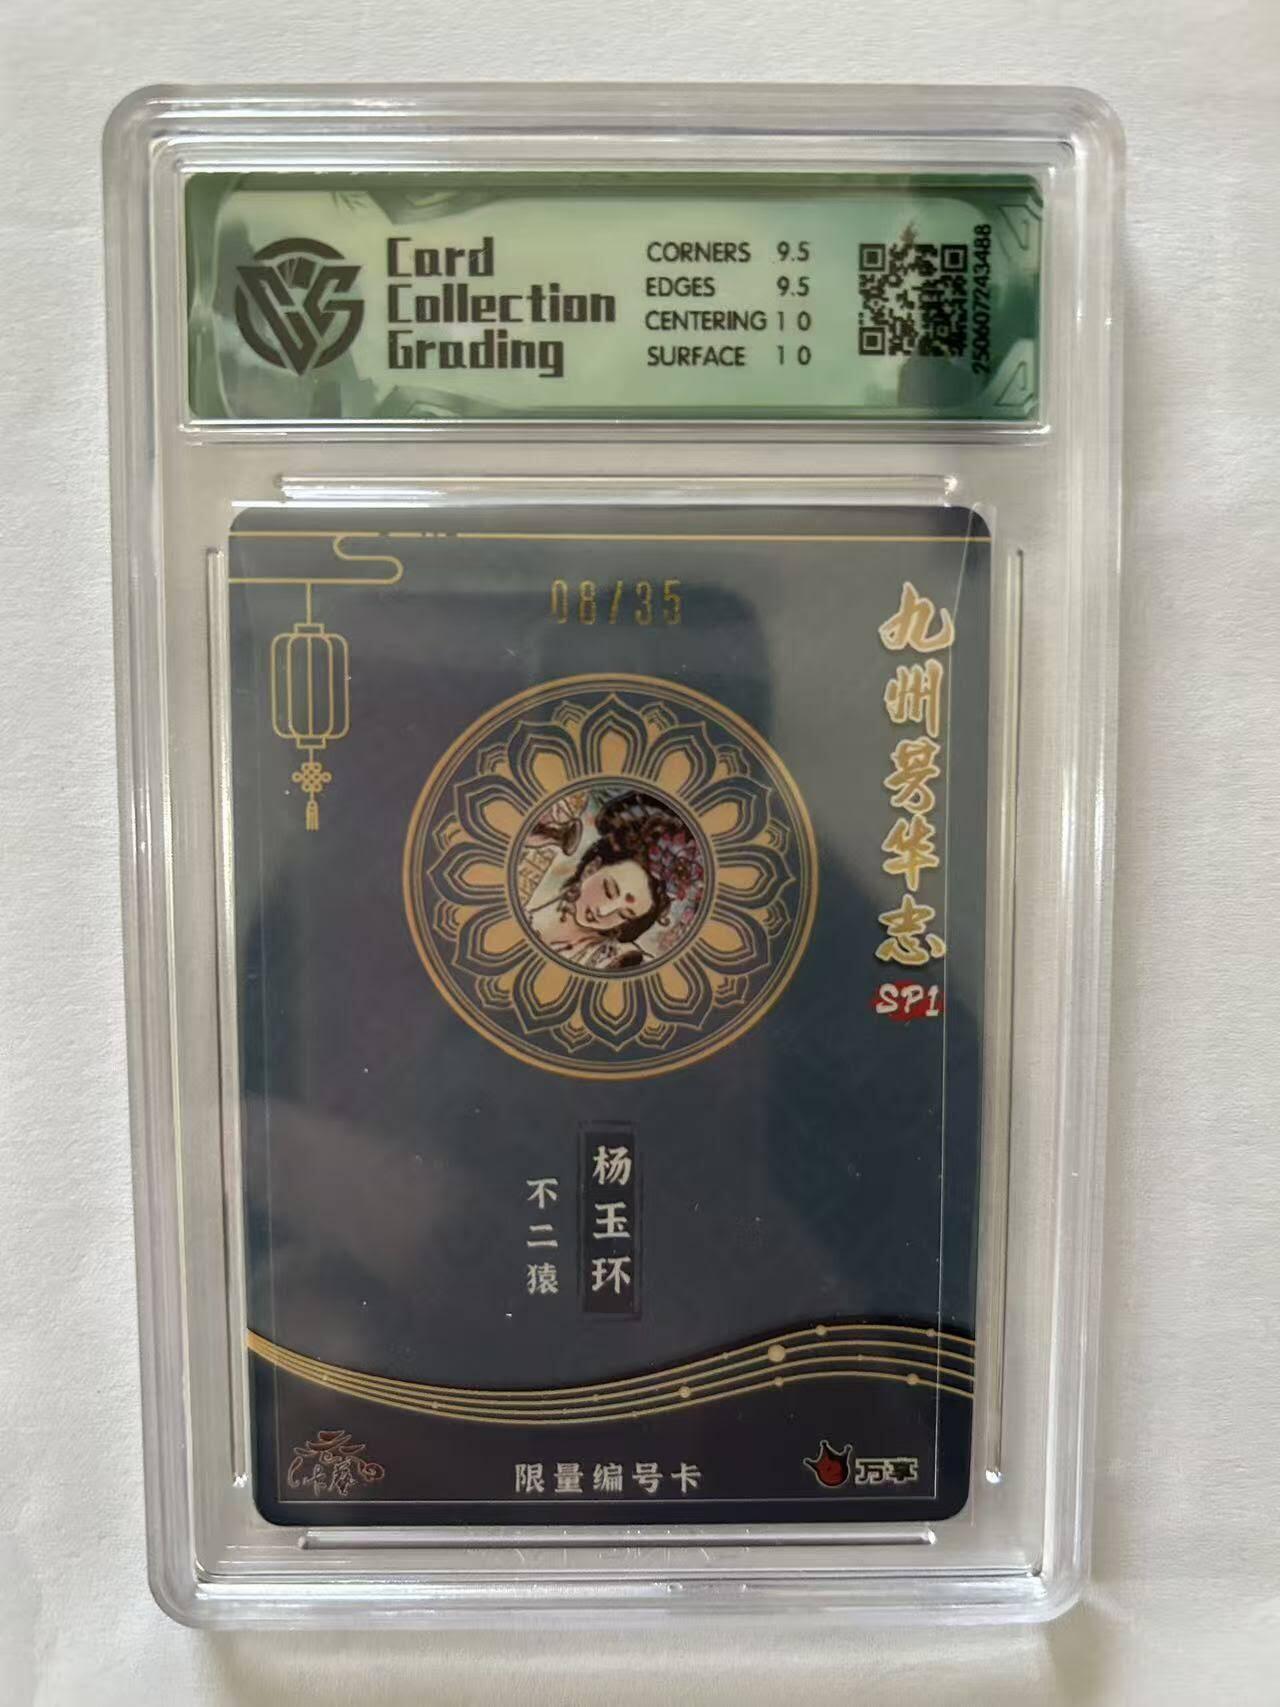 Card
Collection
Grading
CORNERS 9.5
EDGES 9.5
CENTERING 10
SURFACE 10
250607243488
08/35
九州芳华志
SP1
杨玉环
不二猿
限量编号卡
万享